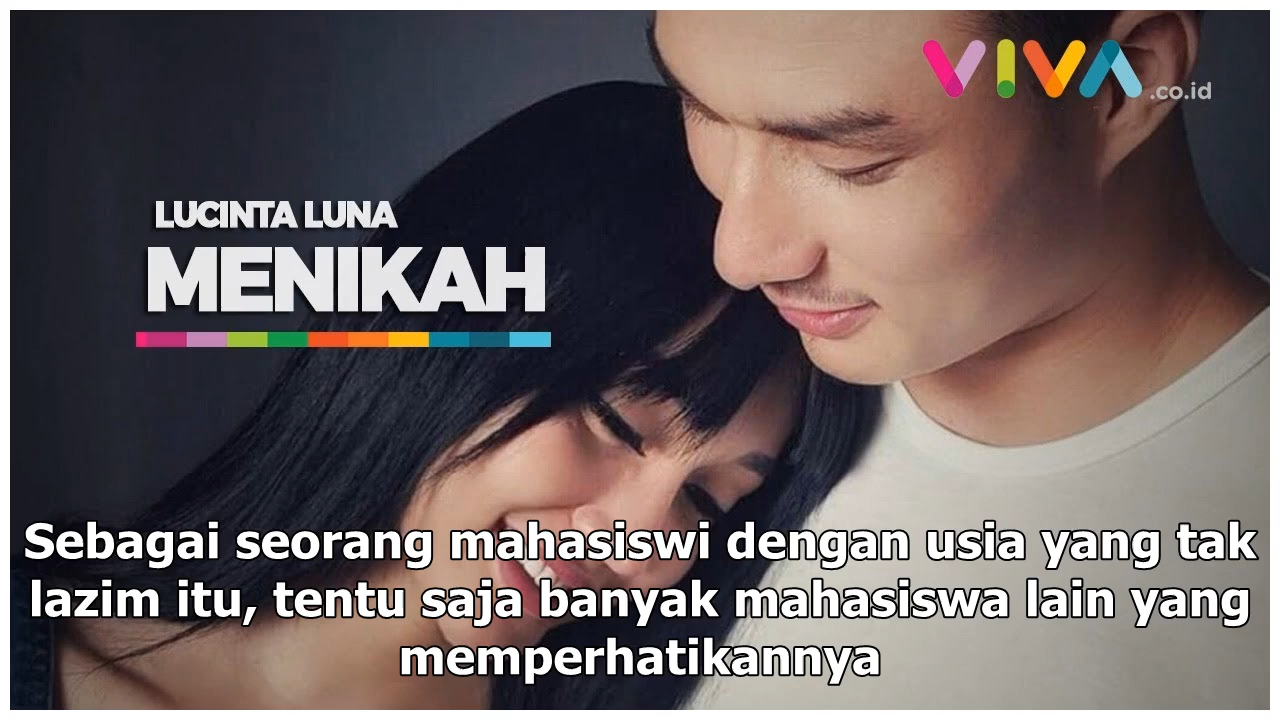 VIVA.co.id
LUCINTA LUNA
MENIKAH
Sebagai seorang mahasiswi dengan usia yang tak
lazim itu, tentu saja banyak mahasiswa lain yang
memperhatikannya